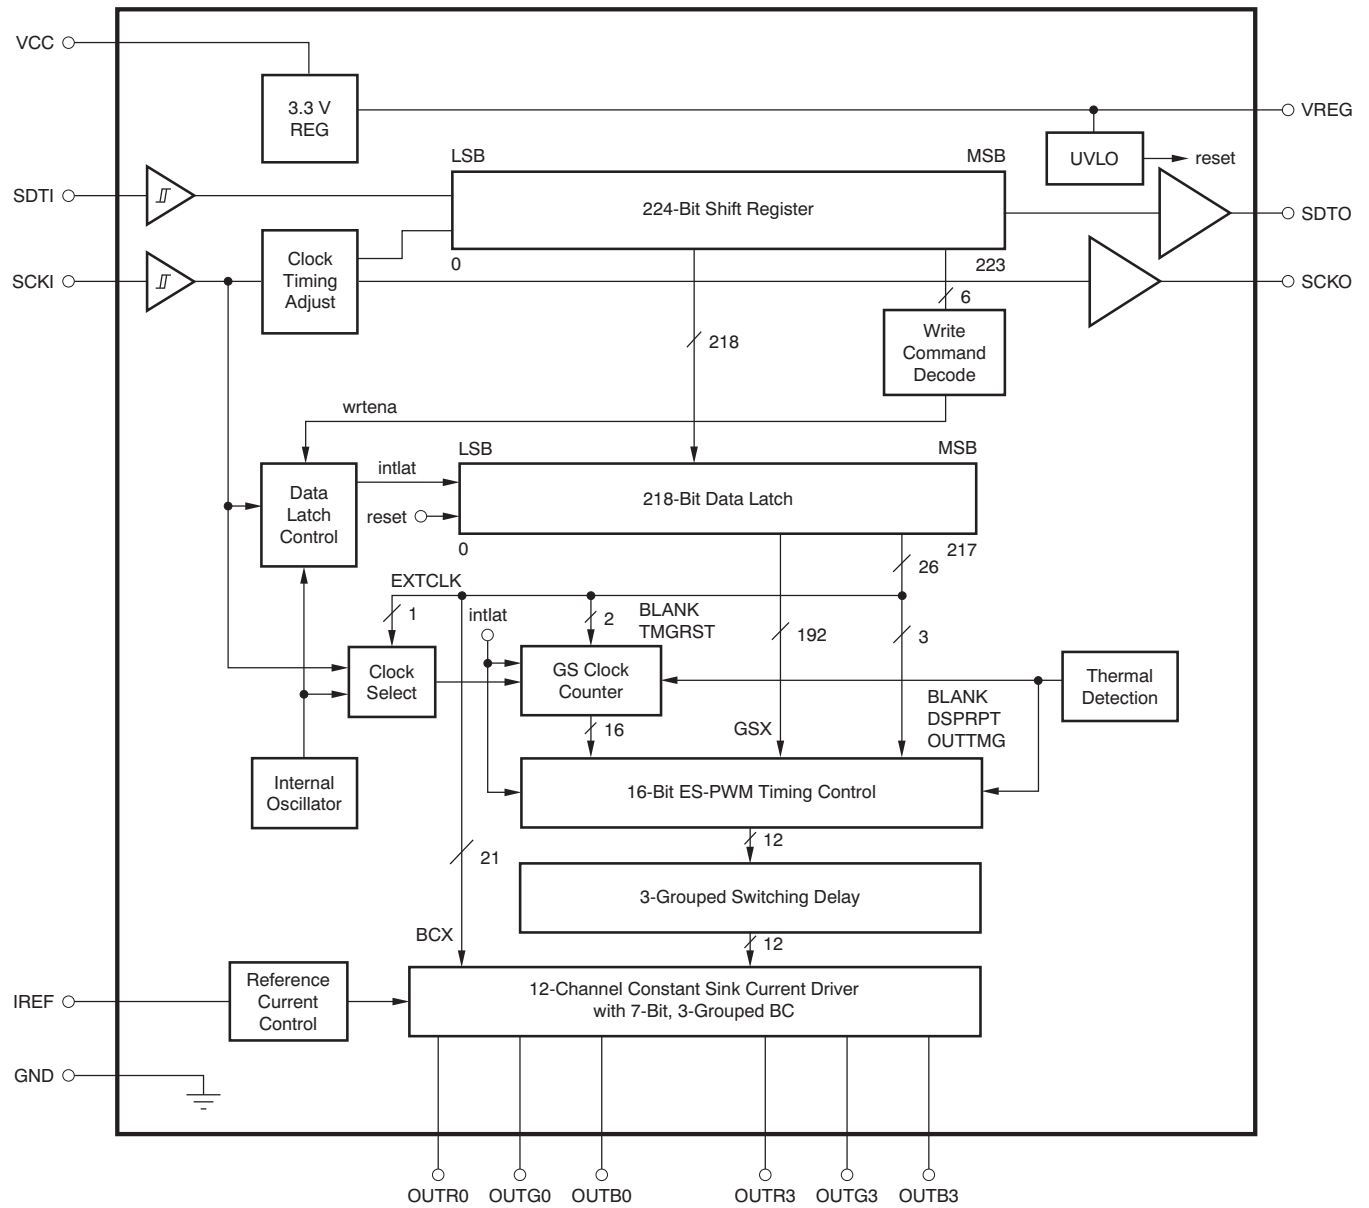 VCC
3.3 V
REG
VREG
UVLO
reset
LSB
MSB
SDTI
224-Bit Shift Register
SDTO
0
223
SCKI
Clock
Timing
Adjust
SCKO
6
218
Write
Command
Decode
wrtena
LSB
MSB
intlat
Data
Latch
Control
218-Bit Data Latch
reset
0
217
26
EXTCLK
1
intlat
2
BLANK
TMGRST
192
3
Clock
Select
GS Clock
Counter
Thermal
Detection
BLANK
DSPRPT
OUTTMG
16
GSX
Internal
Oscillator
16-Bit ES-PWM Timing Control
12
21
3-Grouped Switching Delay
BCX
12
IREF
Reference
Current
Control
12-Channel Constant Sink Current Driver
with 7-Bit, 3-Grouped BC
GND
OUTR0
OUTG0
OUTB0
OUTR3
OUTG3
OUTB3